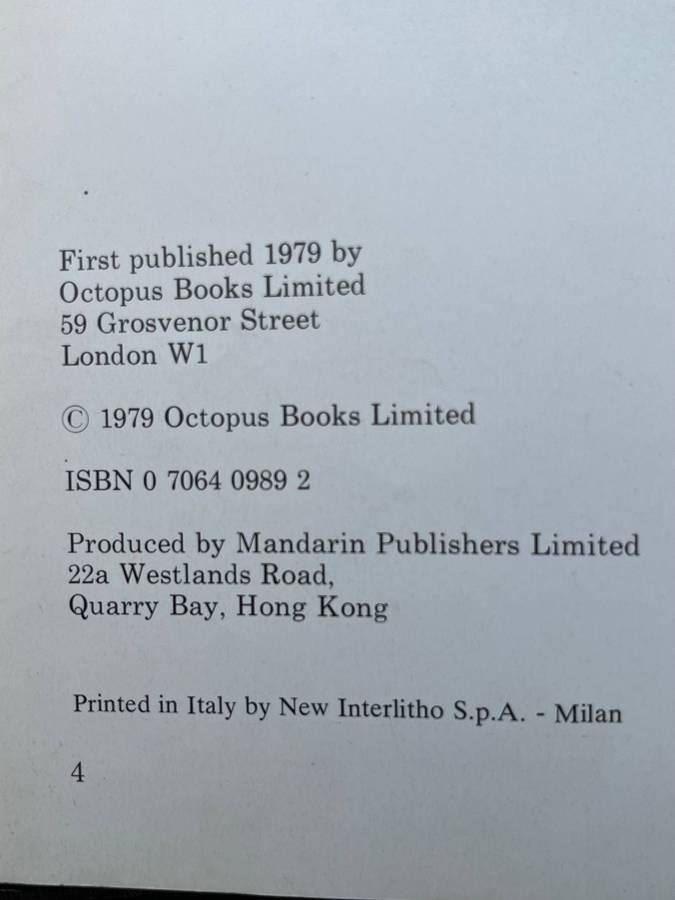 First published 1979 by
Octopus Books Limited
59 Grosvenor Street
London W1
© 1979 Octopus Books Limited
ISBN 0 7064 0989 2
Produced by Mandarin Publishers Limited
22a Westlands Road,
Quarry Bay, Hong Kong
Printed in Italy by New Interlitho S.p.A. - Milan
4